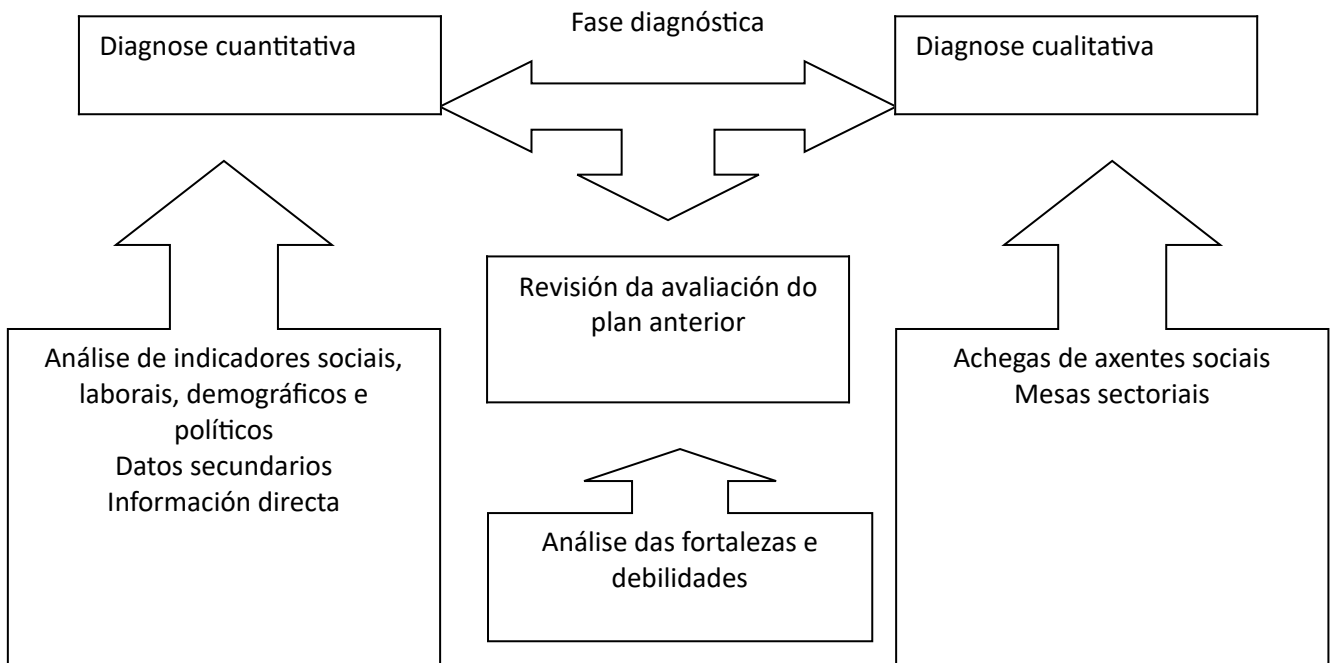 Fase diagnóstica
Diagnose cuantitativa
Diagnose cualitativa
Revisión da avaliación do
plan anterior
Análise de indicadores sociais,
laborais, demográficos e
políticos
Datos secundarios
Información directa
Análise das fortalezas e
debilidades
Achegas de axentes sociais
Mesas sectoriais